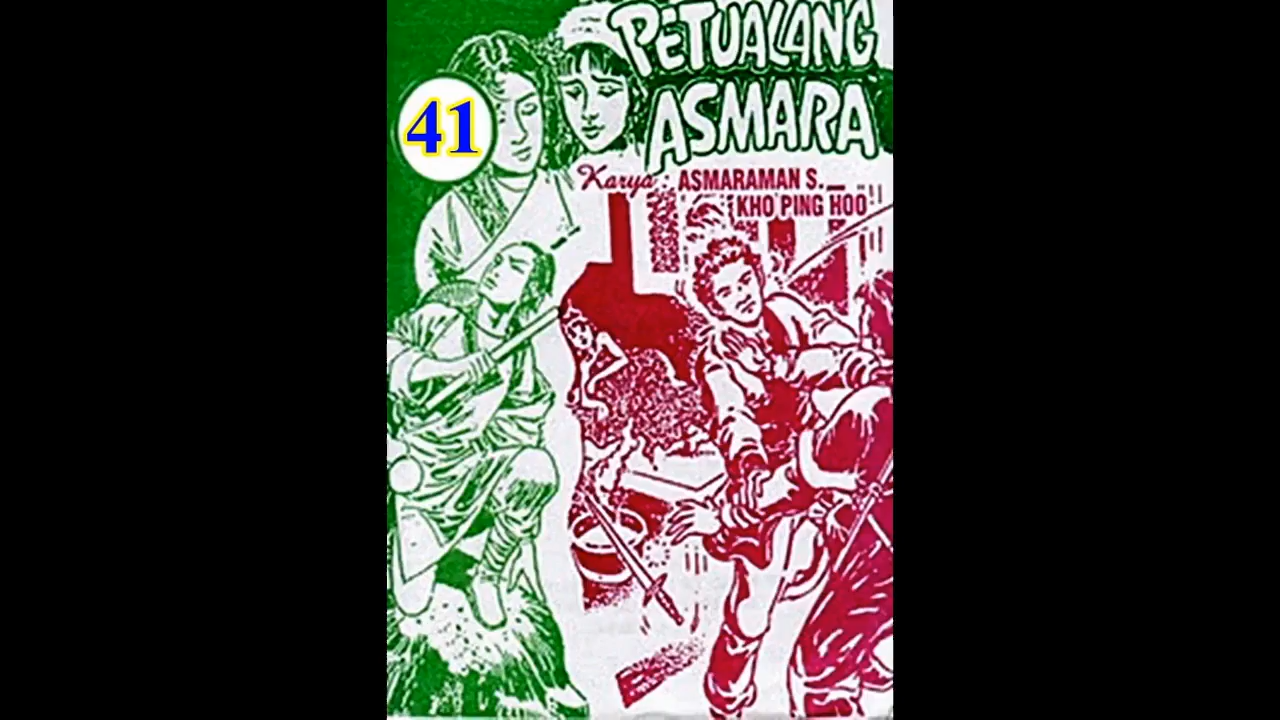 PETUALANG
ASMARA
41
Karya : ASMARAMAN S.
KHO PING HOO